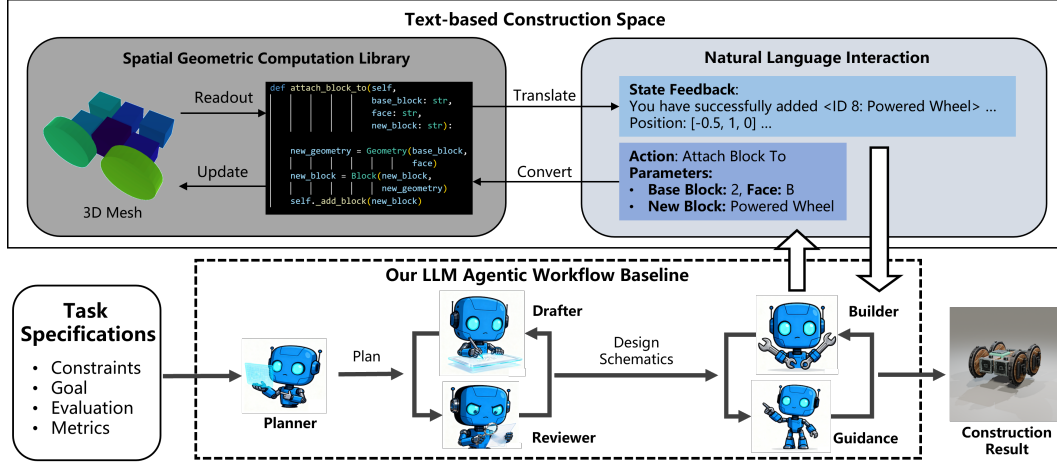 Text-based Construction Space
Spatial Geometric Computation Library
3D Mesh
Readout
Update
def attach_block_to(self,
base_block: str,
face: str,
new_block: str):
new_geometry = Geometry(base_block,
face)
new_block = Block(new_block,
new_geometry)
self._add_block(new_block)
Translate
Convert
Natural Language Interaction
State Feedback:
You have successfully added <ID 8: Powered Wheel> ...
Position: [-0.5, 1, 0] ...
Action: Attach Block To
Parameters:
• Base Block: 2, Face: B
• New Block: Powered Wheel
Task
Specifications
• Constraints
• Goal
• Evaluation
• Metrics
Our LLM Agentic Workflow Baseline
Planner
Plan
Drafter
Reviewer
Design
Schematics
Builder
Guidance
Construction
Result